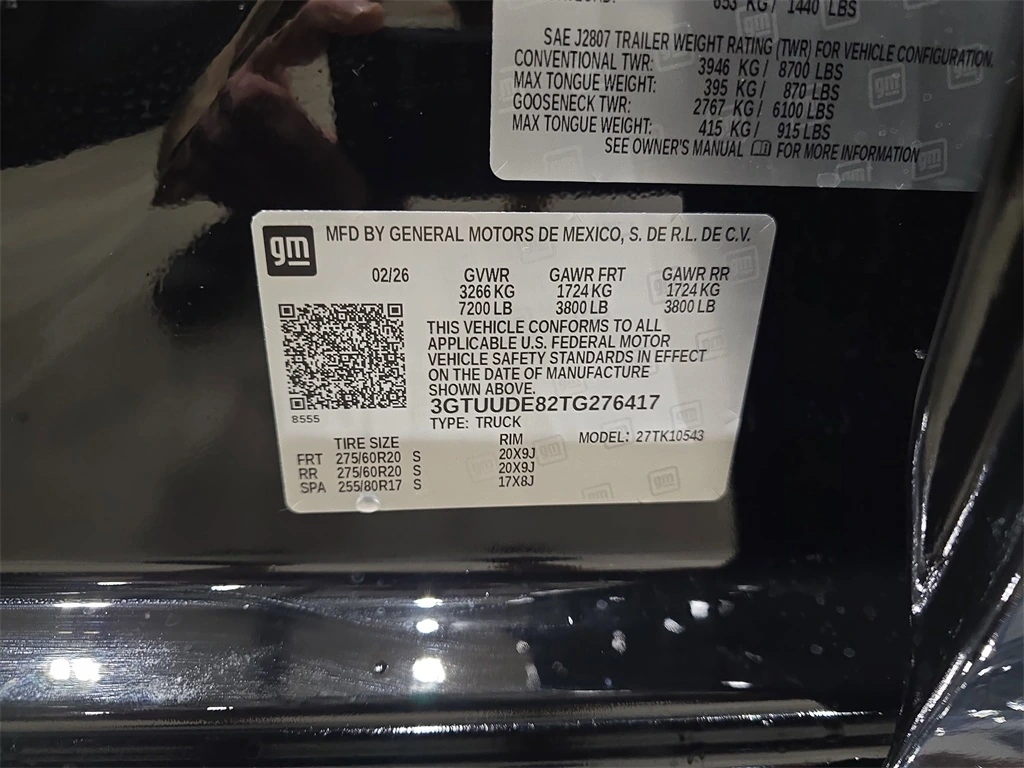 853 KG / 1440 LBS
SAE J2807 TRAILER WEIGHT RATING (TWR) FOR VEHICLE CONFIGURATION.
CONVENTIONAL TWR: 3946 KG / 8700 LBS
MAX TONGUE WEIGHT: 395 KG / 870 LBS
GOOSENECK TWR: 2767 KG / 6100 LBS
MAX TONGUE WEIGHT: 415 KG / 915 LBS
SEE OWNER'S MANUAL FOR MORE INFORMATION
gm MFD BY GENERAL MOTORS DE MEXICO, S. DE R.L. DE C.V.
02/26 GVWR GAWR FRT GAWR RR
3266 KG 1724 KG 1724 KG
7200 LB 3800 LB 3800 LB
THIS VEHICLE CONFORMS TO ALL
APPLICABLE U.S. FEDERAL MOTOR
VEHICLE SAFETY STANDARDS IN EFFECT
ON THE DATE OF MANUFACTURE
SHOWN ABOVE.
3GTUUDE82TG276417
8555
TYPE: TRUCK
TIRE SIZE RIM MODEL: 27TK10543
FRT 275/60R20 S 20X9J
RR 275/60R20 S 20X9J
SPA 255/80R17 S 17X8J